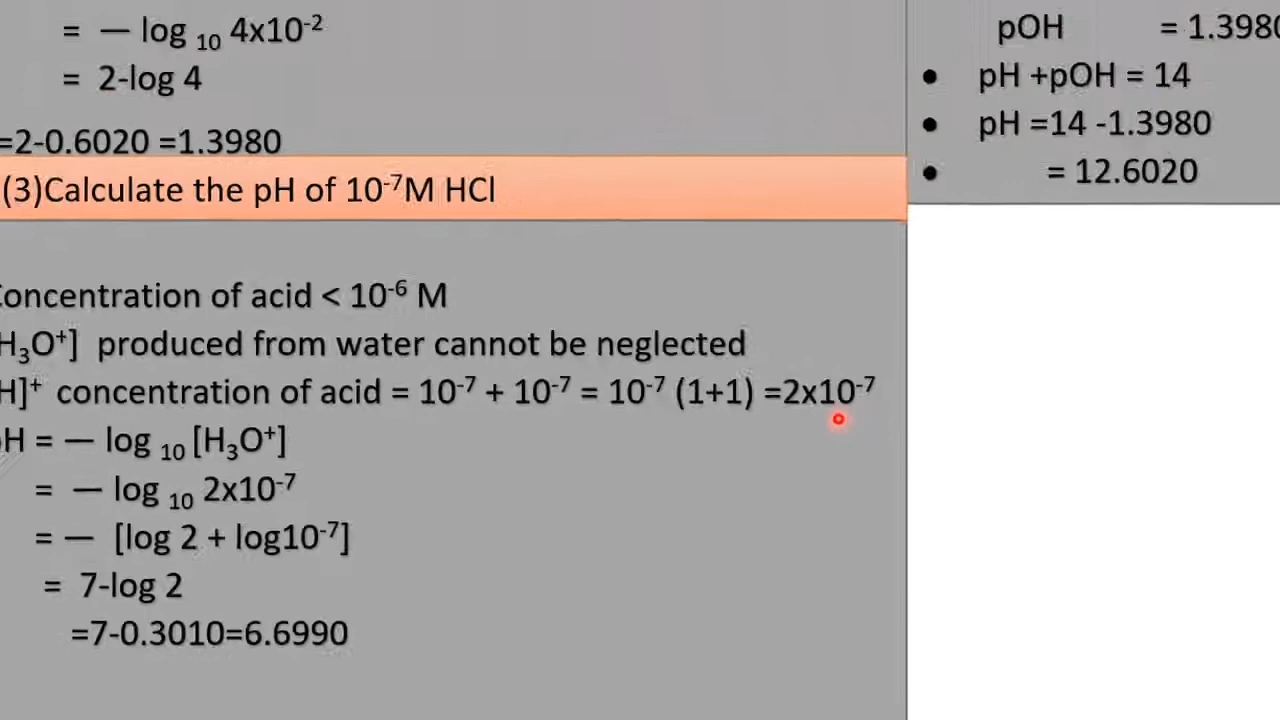 = — log 10 4x10-2
= 2-log 4
=2-0.6020 =1.3980
(3)Calculate the pH of 10-7M HCl
concentration of acid < 10-6 M
H3O+] produced from water cannot be neglected
H]+ concentration of acid = 10-7 + 10-7 = 10-7 (1+1) =2x10-7
H = — log 10 [H3O+]
= — log 10 2x10-7
= — [log 2 + log10-7]
= 7-log 2
=7-0.3010=6.6990
pOH = 1.3980
• pH +pOH = 14
• pH =14 -1.3980
• = 12.6020